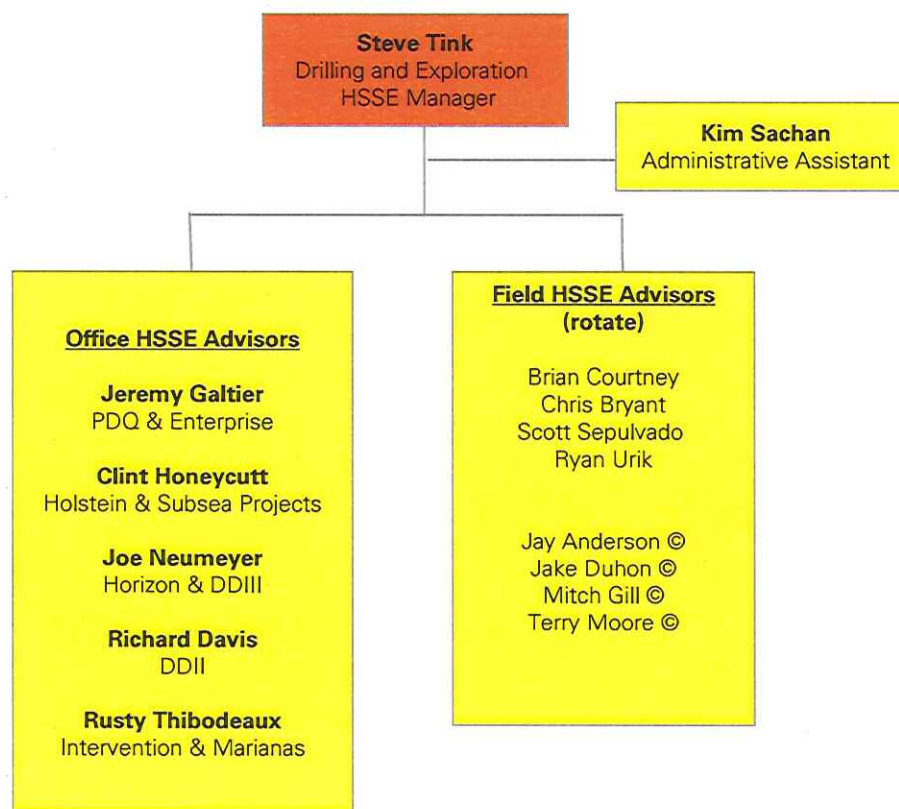 Steve Tink
Drilling and Exploration
HSSE Manager
Kim Sachan
Administrative Assistant
Office HSSE Advisors
Jeremy Galtier
PDQ & Enterprise
Clint Honeycutt
Holstein & Subsea Projects
Joe Neumeyer
Horizon & DDIII
Richard Davis
DDII
Rusty Thibodeaux
Intervention & Marianas
Field HSSE Advisors
(rotate)
Brian Courtney
Chris Bryant
Scott Sepulvado
Ryan Urik
Jay Anderson ©
Jake Duhon ©
Mitch Gill ©
Terry Moore ©